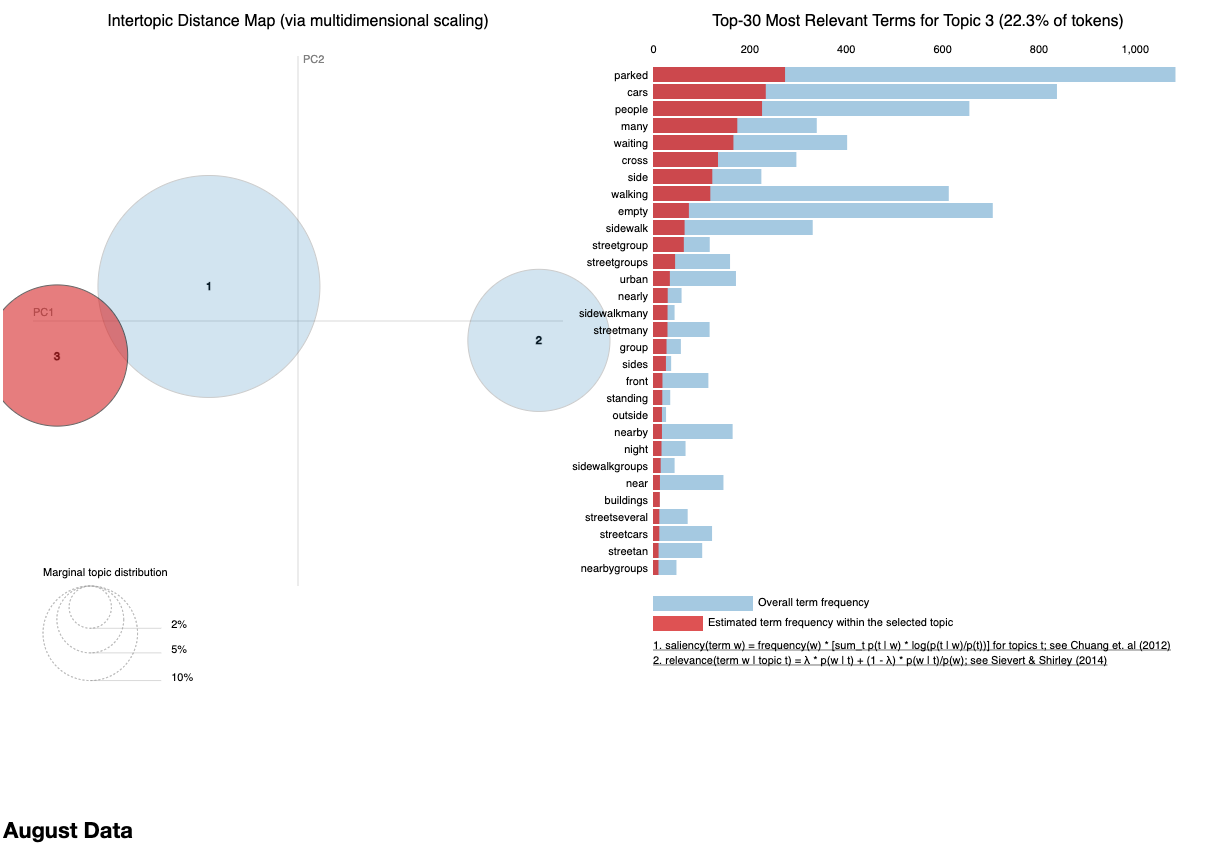 Intertopic Distance Map (via multidimensional scaling)
PC2
PC1
1
2
3
Marginal topic distribution
2%
5%
10%
Top-30 Most Relevant Terms for Topic 3 (22.3% of tokens)
0 200 400 600 800 1,000
parked
cars
people
many
waiting
cross
side
walking
empty
sidewalk
streetgroup
streetgroups
urban
nearly
sidewalkmany
streetmany
group
sides
front
standing
outside
nearby
night
sidewalkgroups
near
buildings
streetseveral
streetcars
streetan
nearbygroups
Overall term frequency
Estimated term frequency within the selected topic
1. saliency(term w) = frequency(w) * [sum_t p(t | w) * log(p(t | w)/p(t))] for topics t; see Chuang et. al (2012)
2. relevance(term w | topic t) = λ * p(w | t) + (1 - λ) * p(w | t)/p(w); see Sievert & Shirley (2014)
August Data